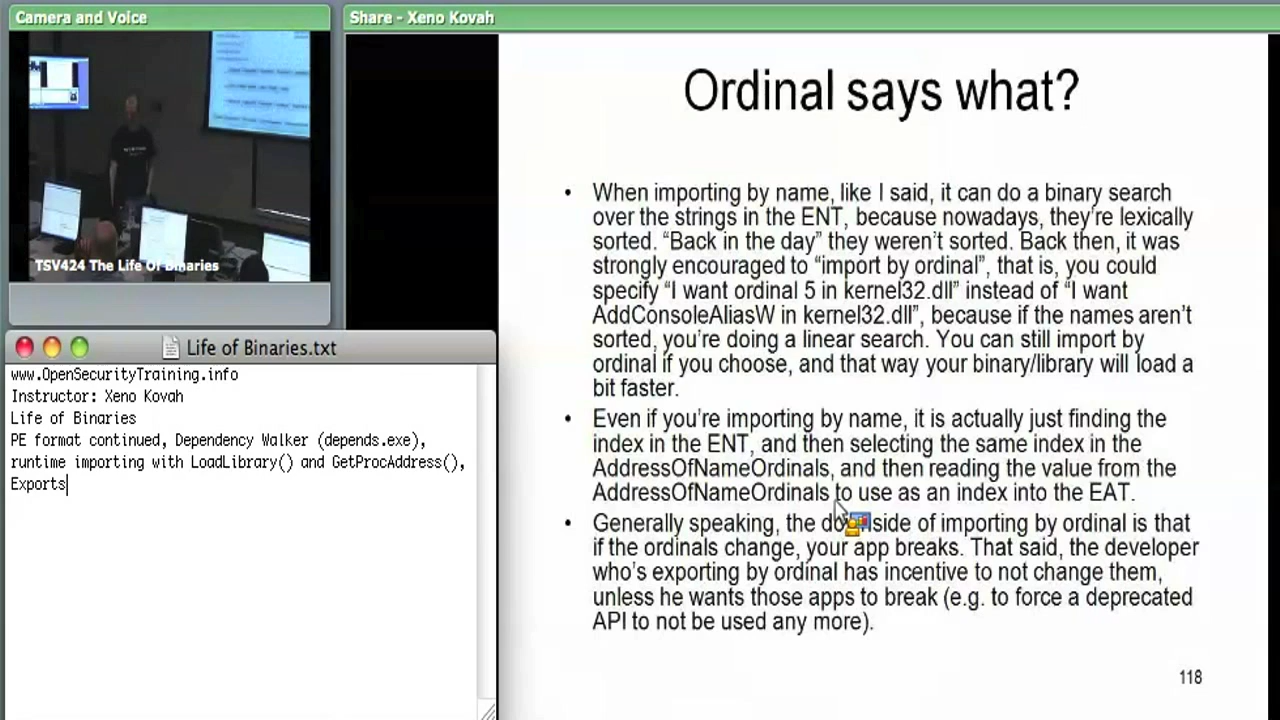 Camera and Voice
TSV424 The Life Of Binaries
Share - Xeno Kovah
Life of Binaries.txt
www.OpenSecurityTraining.info
Instructor: Xeno Kovah
Life of Binaries
PE format continued, Dependency Walker (depends.exe),
runtime importing with LoadLibrary() and GetProcAddress(),
Exports
Ordinal says what?
• When importing by name, like I said, it can do a binary search
over the strings in the ENT, because nowadays, they're lexically
sorted. “Back in the day” they weren't sorted. Back then, it was
strongly encouraged to “import by ordinal”, that is, you could
specify “I want ordinal 5 in kernel32.dll” instead of “I want
AddConsoleAliasW in kernel32.dll”, because if the names aren't
sorted, you're doing a linear search. You can still import by
ordinal if you choose, and that way your binary/library will load a
bit faster.
• Even if you're importing by name, it is actually just finding the
index in the ENT, and then selecting the same index in the
AddressOfNameOrdinals, and then reading the value from the
AddressOfNameOrdinals to use as an index into the EAT.
• Generally speaking, the downside of importing by ordinal is that
if the ordinals change, your app breaks. That said, the developer
who's exporting by ordinal has incentive to not change them,
unless he wants those apps to break (e.g. to force a deprecated
API to not be used any more).
118